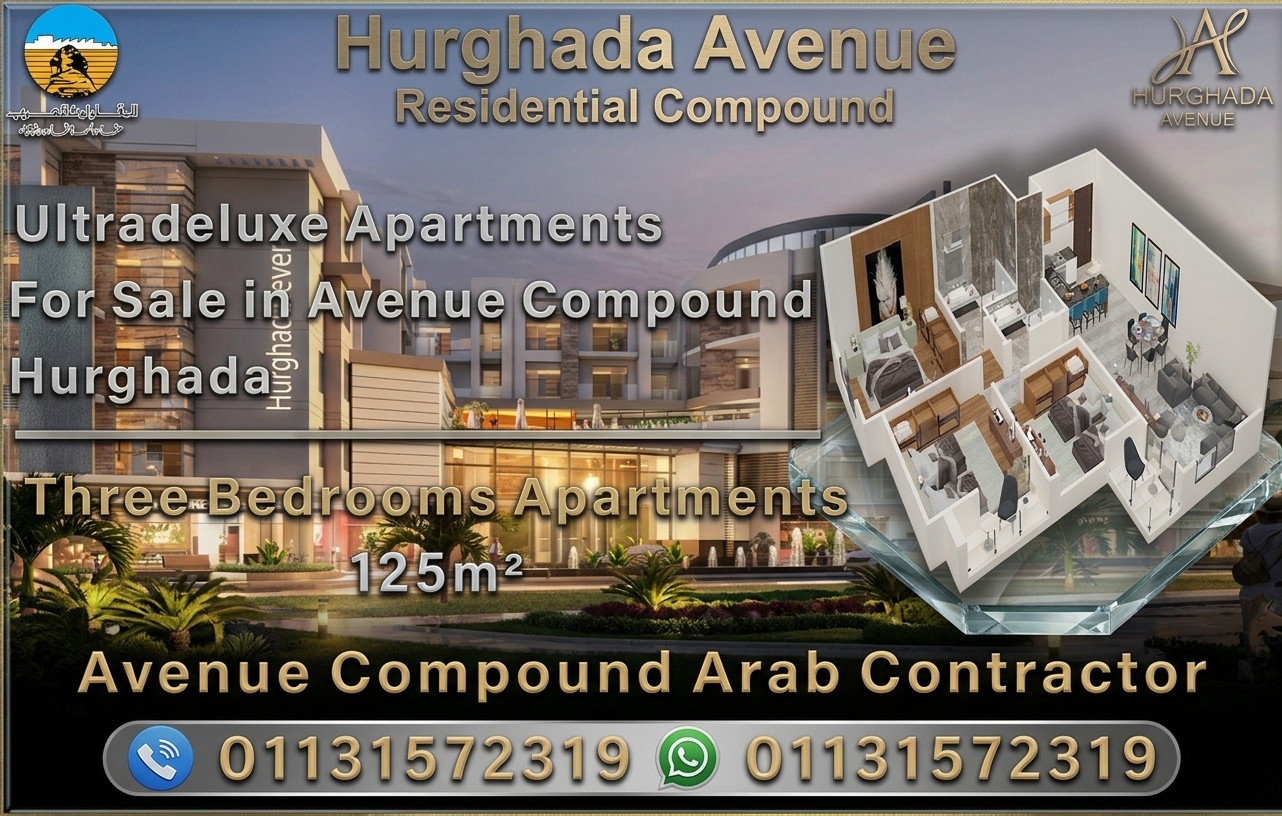 Hurghada Avenue
Residential Compound
HURGHADA
AVENUE
Ultradeluxe Apartments
For Sale in Avenue Compound
Hurghada
Three Bedrooms Apartments
125m²
Avenue Compound Arab Contractor
01131572319
01131572319